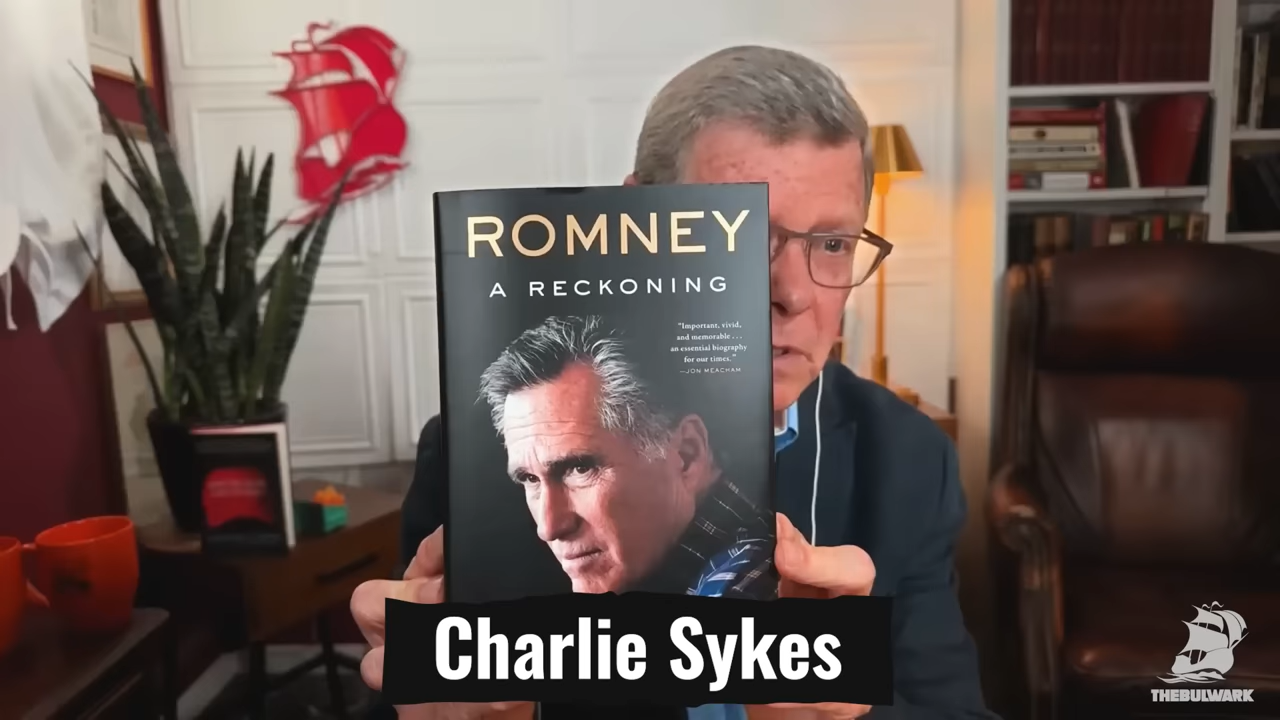 ROMNEY
A RECKONING
"Important, vivid,
and memorable . . .
an essential biography
for our times."
—JON MEACHAM
Charlie Sykes
THEBULWARK